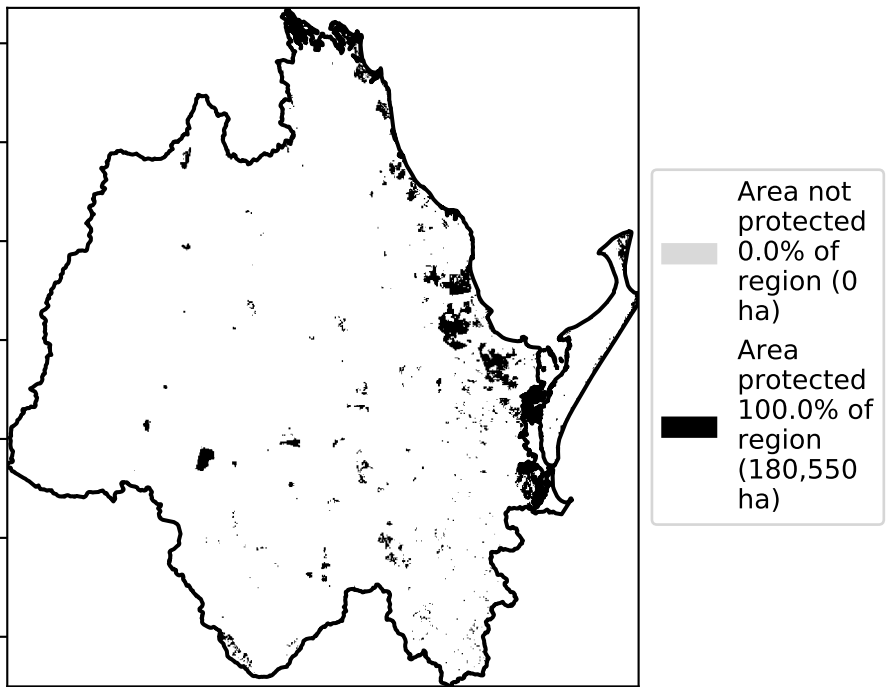 Area not
protected
0.0% of
region (0
ha)
Area
protected
100.0% of
region
(180,550
ha)